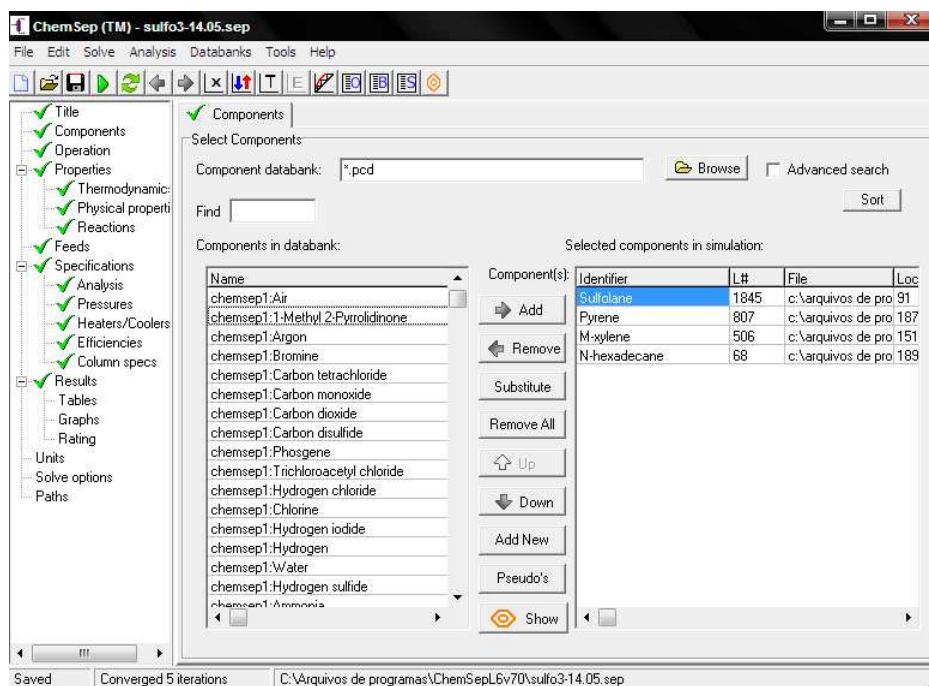 ChemSep (TM) - sulfo3-14.05.sep
File Edit Solve Analysis Databanks Tools Help
Title
Components
Operation
Properties
Thermodynamic:
Physical properti
Reactions
Feeds
Specifications
Analysis
Pressures
Heaters/Coolers
Efficiencies
Column specs
Results
Tables
Graphs
Rating
Units
Solve options
Paths
Components
Select Components
Component databank: *.pcd Browse Advanced search
Sort
Find
Components in databank:
Name
chemsep1:Air
chemsep1:1-Methyl 2-Pyrrolidinone
chemsep1:Argon
chemsep1:Bromine
chemsep1:Carbon tetrachloride
chemsep1:Carbon monoxide
chemsep1:Carbon dioxide
chemsep1:Carbon disulfide
chemsep1:Phosgene
chemsep1:Trichloroacetyl chloride
chemsep1:Hydrogen chloride
chemsep1:Chlorine
chemsep1:Hydrogen iodide
chemsep1:Hydrogen
chemsep1:Water
chemsep1:Hydrogen sulfide
chemsep1:Ammonia
Component(s):
Add
Remove
Substitute
Remove All
Up
Down
Add New
Pseudo's
Show
Selected components in simulation:
Identifier L# File Loc
Sulfolane 1845 c:\arquivos de pro 91
Pyrene 807 c:\arquivos de pro 187
M-xylene 506 c:\arquivos de pro 151
N-hexadecane 68 c:\arquivos de pro 189
Saved Converged 5 iterations C:\Arquivos de programas\ChemSepL6v70\sulfo3-14.05.sep